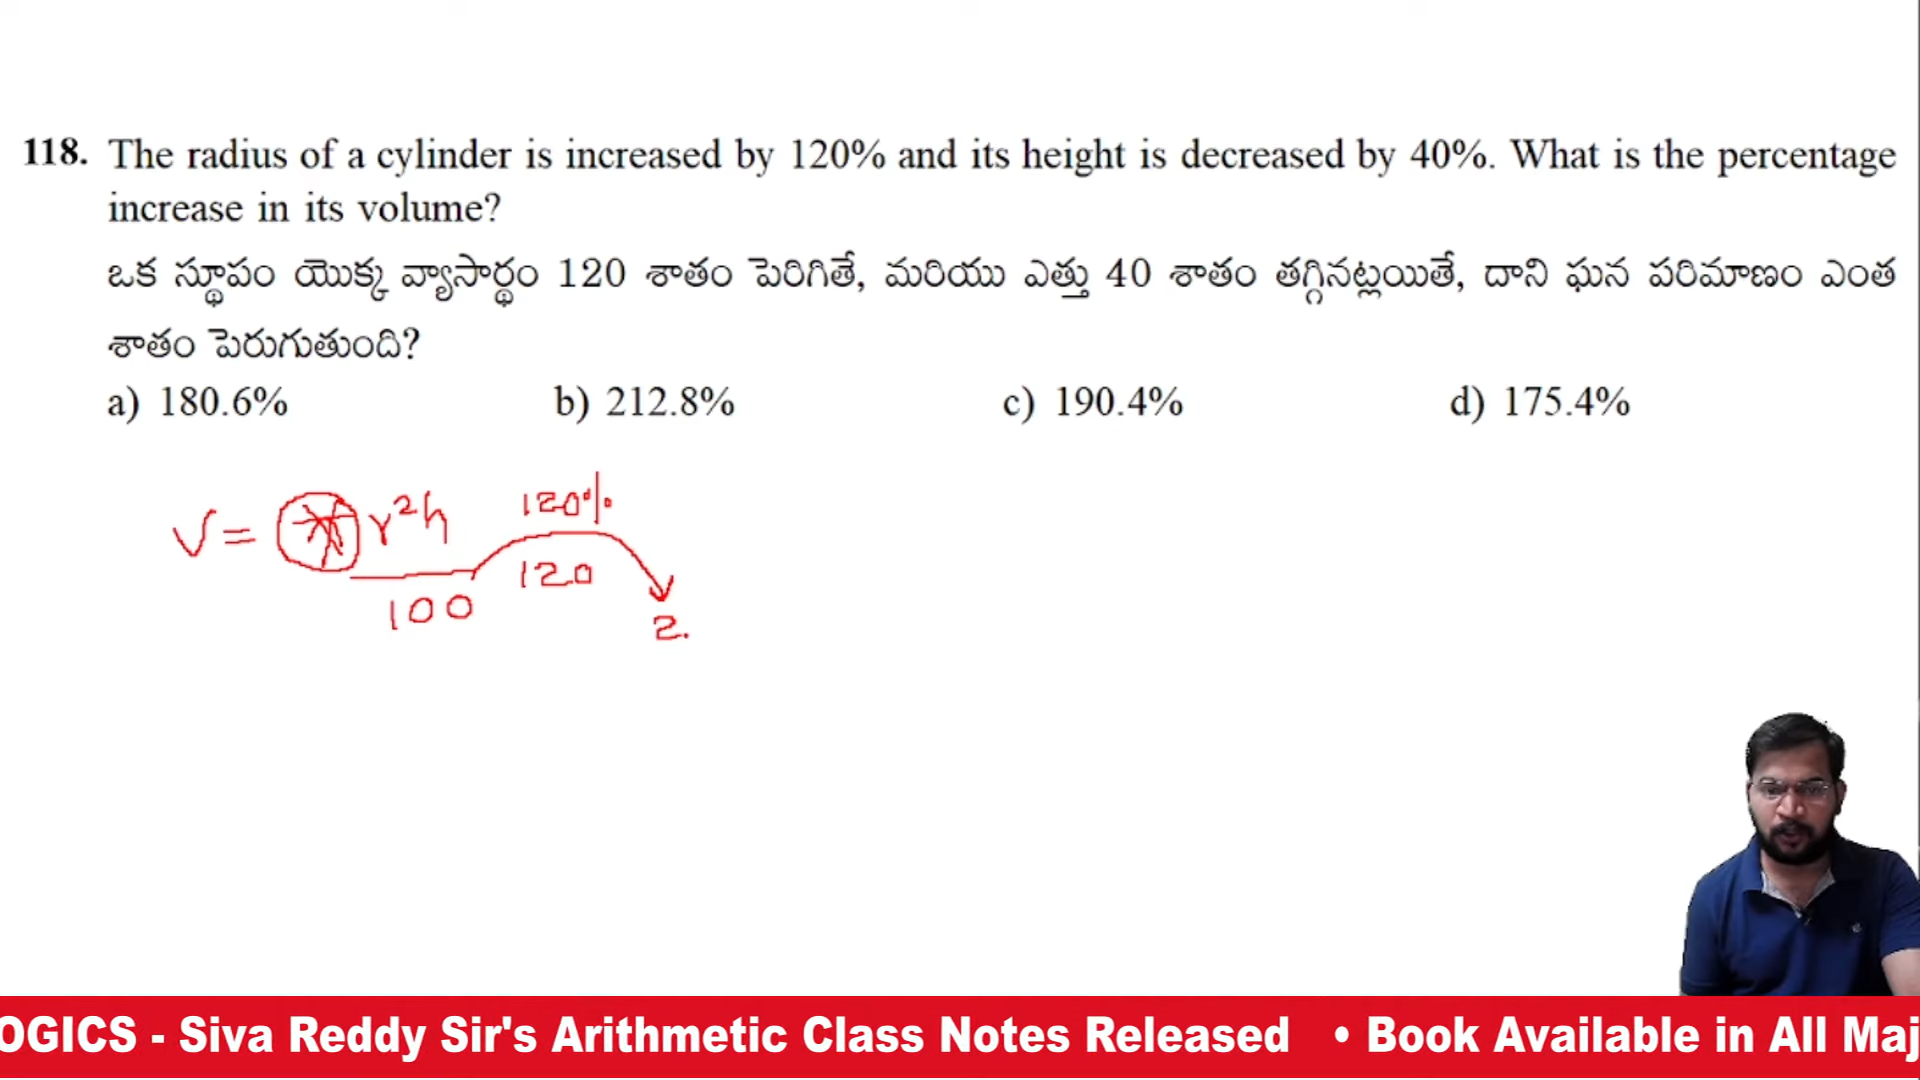 118. The radius of a cylinder is increased by 120% and its height is decreased by 40%. What is the percentage
increase in its volume?
ఒక స్థూపం యొక్క వ్యాసార్థం 120 శాతం పెరిగితే, మరియు ఎత్తు 40 శాతం తగ్గినట్లయితే, దాని ఘన పరిమాణం ఎంత
శాతం పెరుగుతుంది?
a) 180.6% b) 212.8% c) 190.4% d) 175.4%
V = π r²h 120%
100 120
2.
OGICS - Siva Reddy Sir's Arithmetic Class Notes Released • Book Available in All Maj